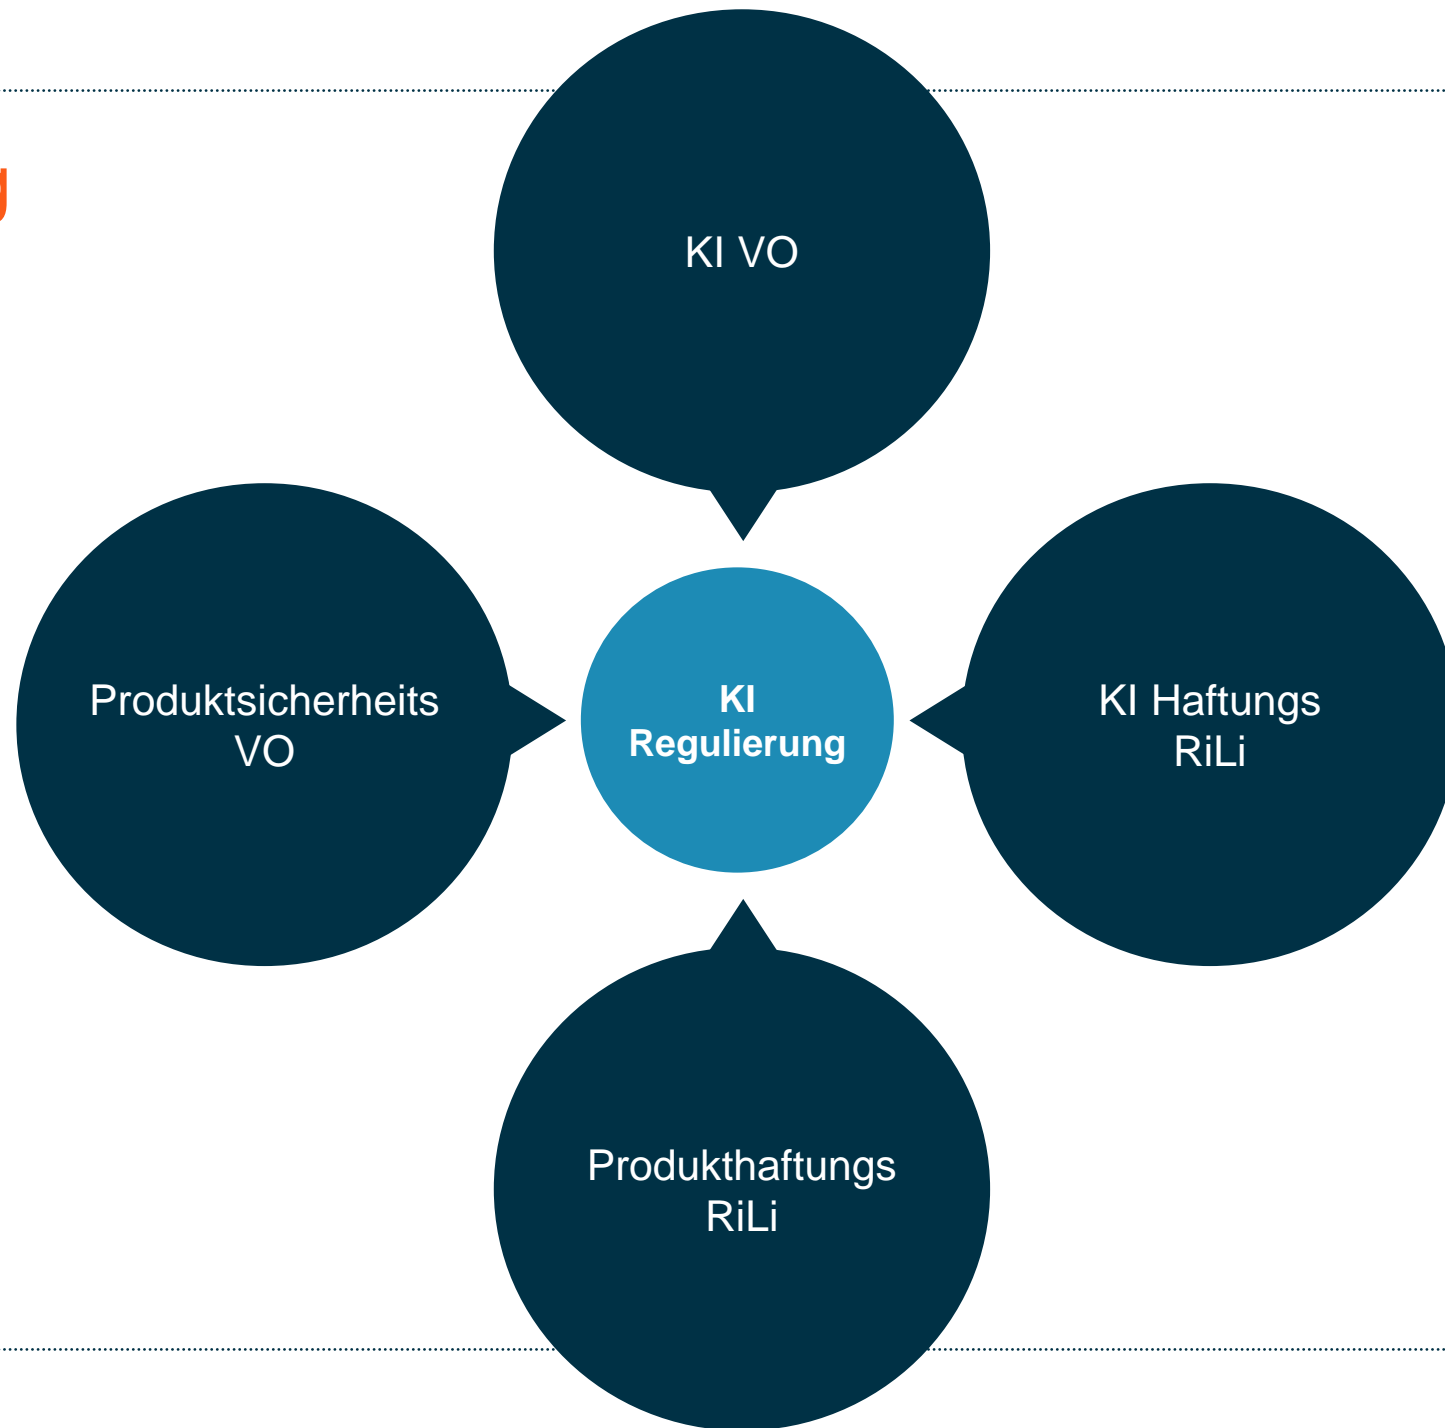 g
KI VO
Produktsicherheits
VO
KI
Regulierung
KI Haftungs
RiLi
Produkthaftungs
RiLi